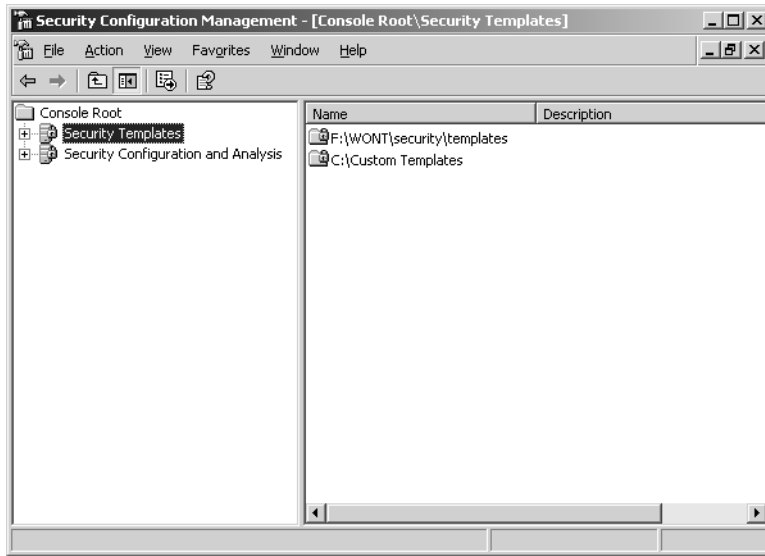 Security Configuration Management - [Console Root\Security Templates]
File Action View Favorites Window Help
Console Root
Security Templates
Security Configuration and Analysis
Name Description
F:\WONT\security\templates
C:\Custom Templates